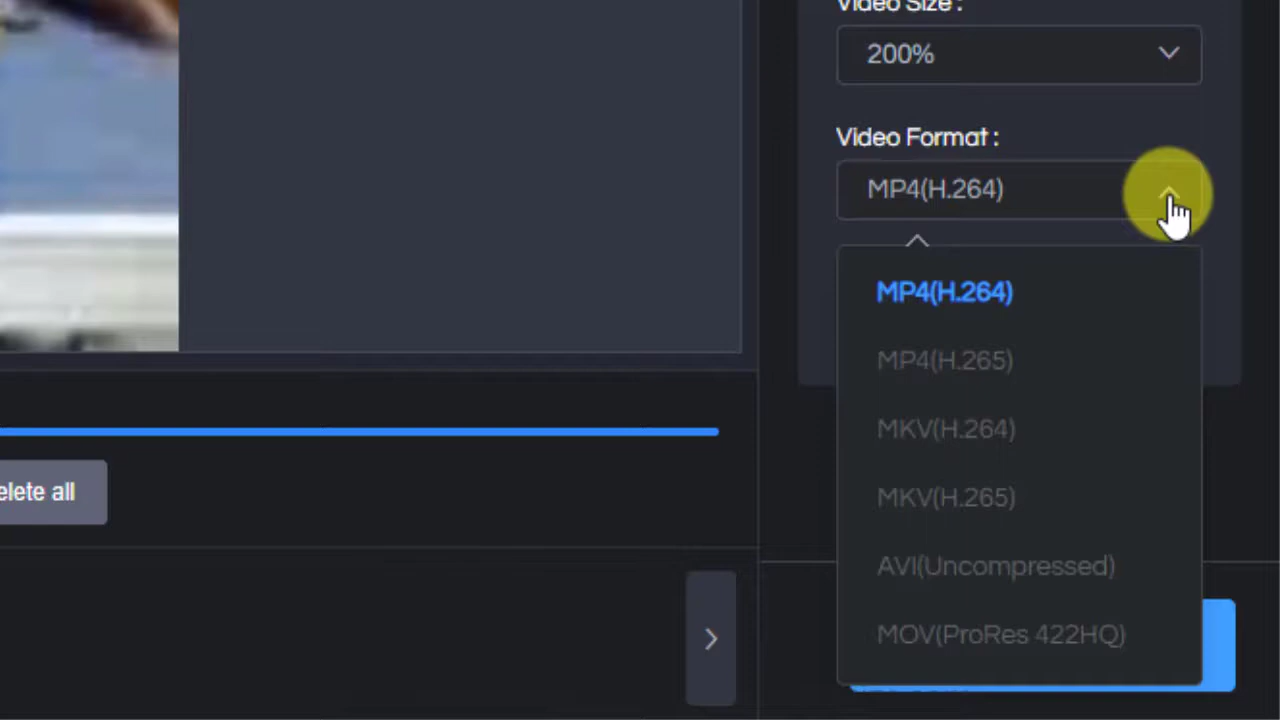 Video Size :
200%
Video Format :
MP4(H.264)
MP4(H.264)
MP4(H.265)
MKV(H.264)
MKV(H.265)
elete all
AVI(Uncompressed)
MOV(ProRes 422HQ)